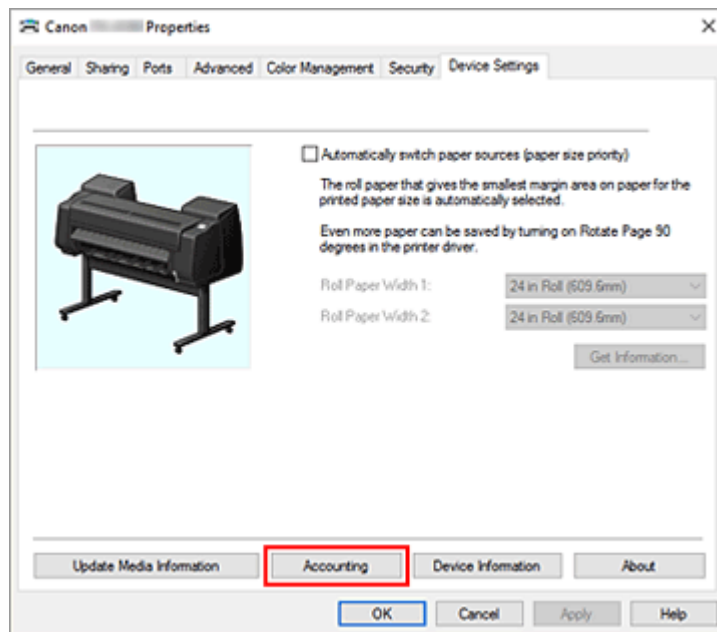 Canon Properties
General Sharing Ports Advanced Color Management Security Device Settings
Automatically switch paper sources (paper size priority)
The roll paper that gives the smallest margin area on paper for the
printed paper size is automatically selected.
Even more paper can be saved by turning on Rotate Page 90
degrees in the printer driver.
Roll Paper Width 1: 24 in Roll (609.6mm)
Roll Paper Width 2: 24 in Roll (609.6mm)
Get Information...
Update Media Information Accounting Device Information About
OK Cancel Apply Help